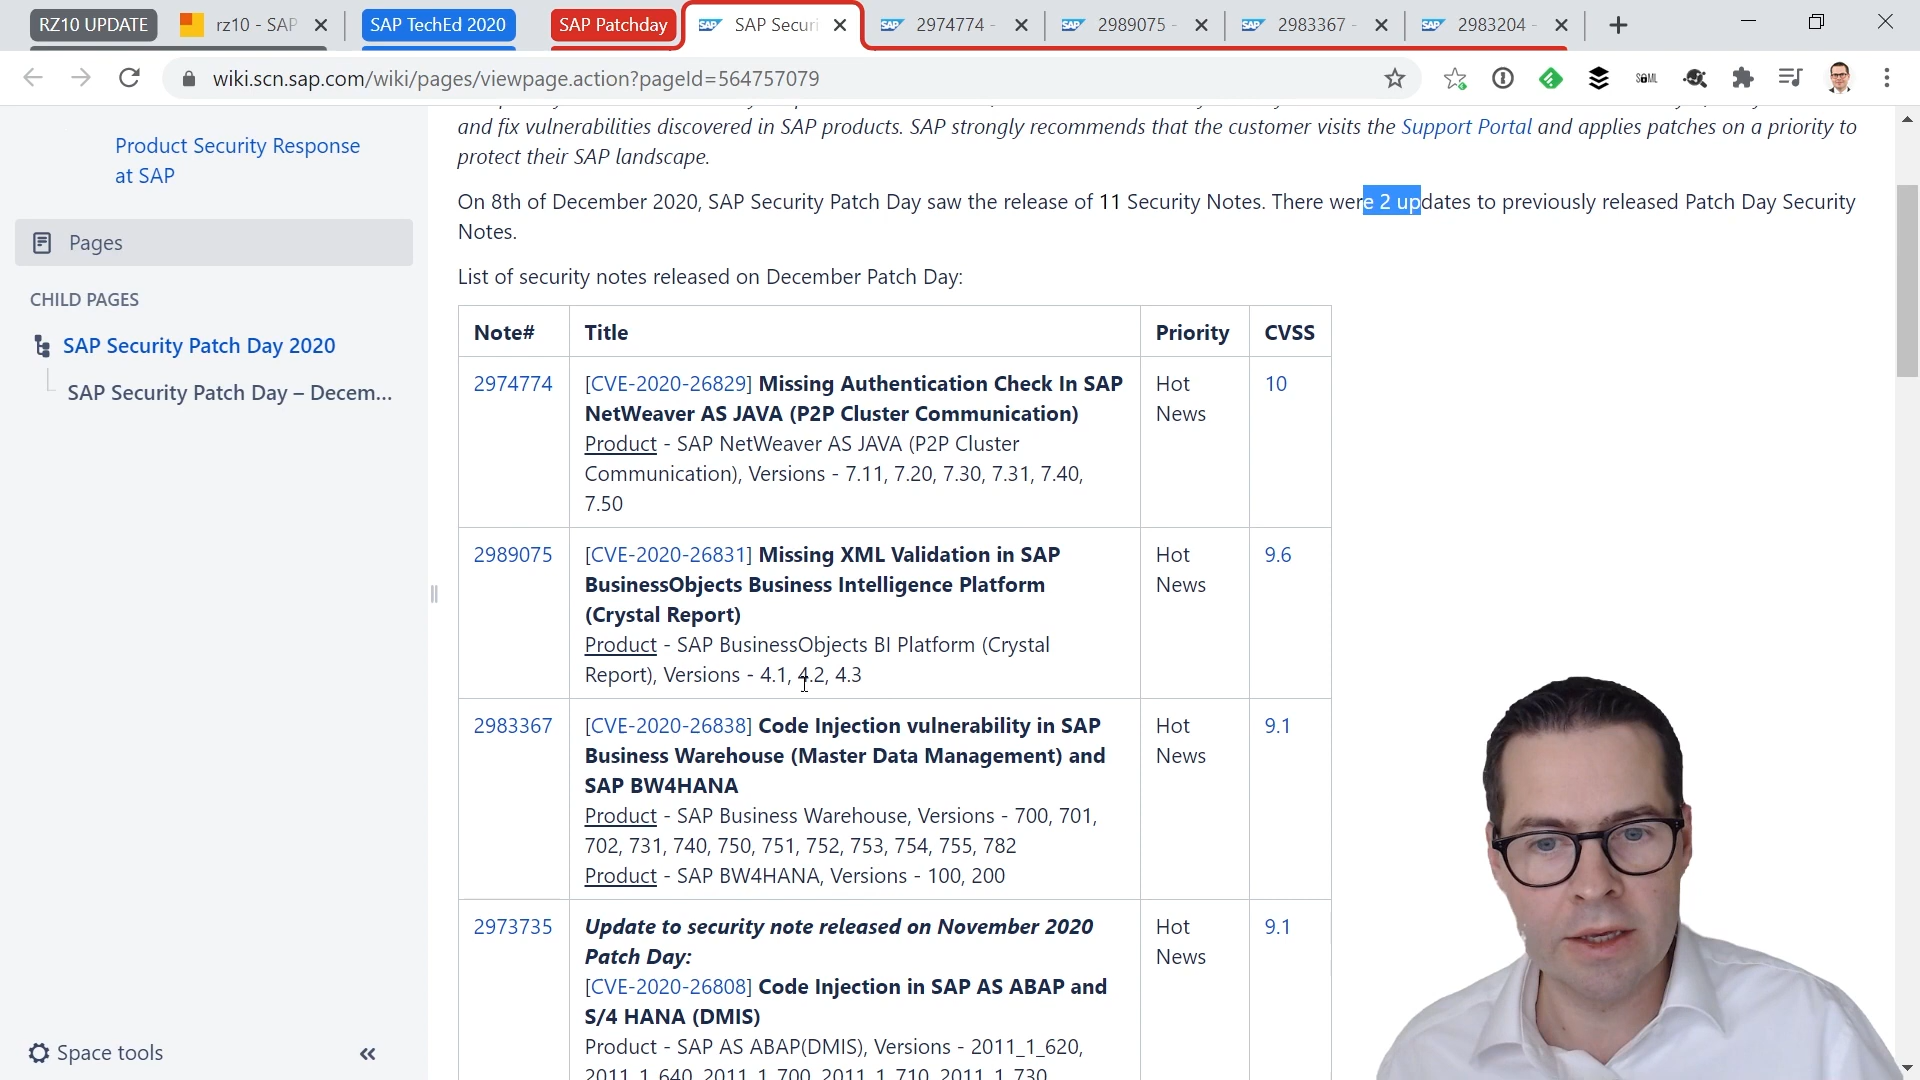 RZ10 UPDATE
rz10 - SAP
SAP TechEd 2020
SAP Patchday
SAP Securi
2974774 -
2989075 -
2983367 -
2983204 -
wiki.scn.sap.com/wiki/pages/viewpage.action?pageId=564757079
and fix vulnerabilities discovered in SAP products. SAP strongly recommends that the customer visits the Support Portal and applies patches on a priority to
protect their SAP landscape.
On 8th of December 2020, SAP Security Patch Day saw the release of 11 Security Notes. There were 2 updates to previously released Patch Day Security
Notes.
List of security notes released on December Patch Day:
Product Security Response
at SAP
Pages
CHILD PAGES
SAP Security Patch Day 2020
SAP Security Patch Day – Decem...
Space tools
Note# Title Priority CVSS
2974774 [CVE-2020-26829] Missing Authentication Check In SAP Hot 10
NetWeaver AS JAVA (P2P Cluster Communication) News
Product - SAP NetWeaver AS JAVA (P2P Cluster
Communication), Versions - 7.11, 7.20, 7.30, 7.31, 7.40,
7.50
2989075 [CVE-2020-26831] Missing XML Validation in SAP Hot 9.6
BusinessObjects Business Intelligence Platform News
(Crystal Report)
Product - SAP BusinessObjects BI Platform (Crystal
Report), Versions - 4.1, 4.2, 4.3
2983367 [CVE-2020-26838] Code Injection vulnerability in SAP Hot 9.1
Business Warehouse (Master Data Management) and News
SAP BW4HANA
Product - SAP Business Warehouse, Versions - 700, 701,
702, 731, 740, 750, 751, 752, 753, 754, 755, 782
Product - SAP BW4HANA, Versions - 100, 200
2973735 Update to security note released on November 2020 Hot 9.1
Patch Day: News
[CVE-2020-26808] Code Injection in SAP AS ABAP and
S/4 HANA (DMIS)
Product - SAP AS ABAP(DMIS), Versions - 2011_1_620,
2011_1_640, 2011_1_700, 2011_1_710, 2011_1_730,